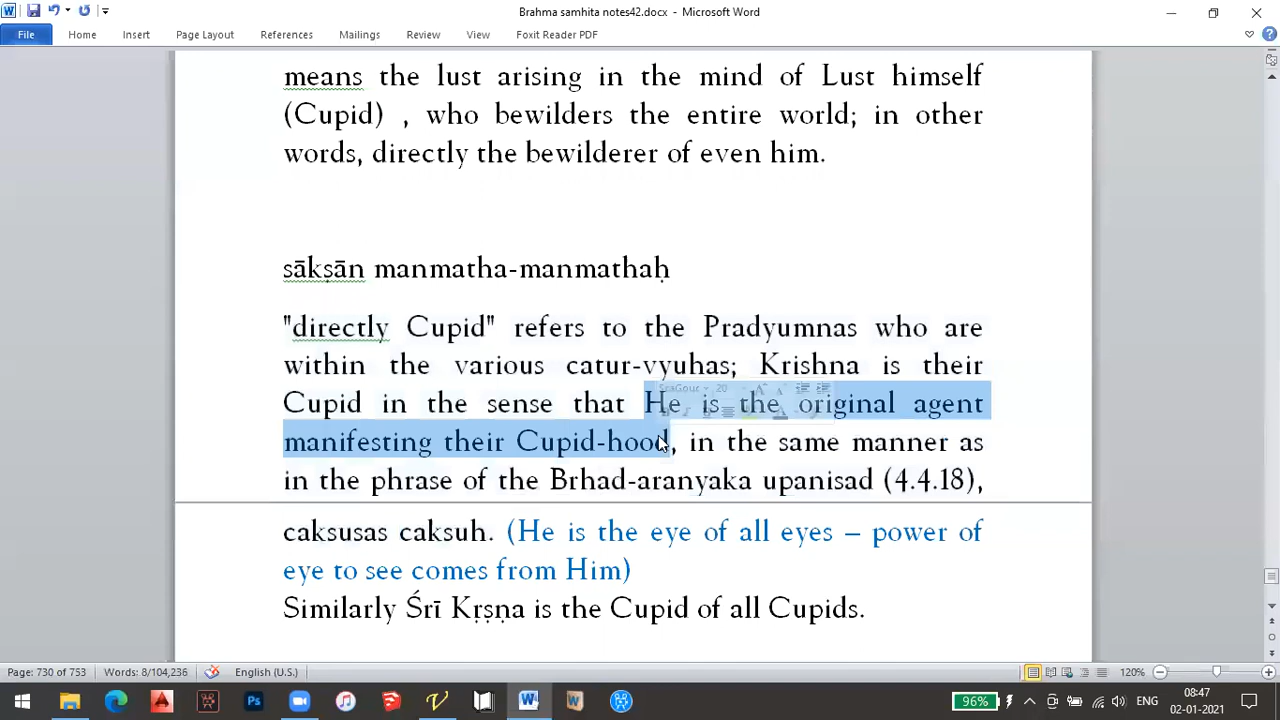 Brahma samhita notes42.docx - Microsoft Word
File Home Insert Page Layout References Mailings Review View Foxit Reader PDF
means the lust arising in the mind of Lust himself
(Cupid) , who bewilders the entire world; in other
words, directly the bewilderer of even him.
sākṣān manmatha-manmathaḥ
"directly Cupid" refers to the Pradyumnas who are
within the various catur-vyuhas; Krishna is their
Cupid in the sense that He is the original agent
manifesting their Cupid-hood, in the same manner as
in the phrase of the Brhad-aranyaka upanisad (4.4.18),
caksusas caksuh. (He is the eye of all eyes – power of
eye to see comes from Him)
Similarly Śrī Kṛṣṇa is the Cupid of all Cupids.
Page: 730 of 753 Words: 8/104,236 English (U.S.) 120%
96% ENG 08:47
02-01-2021